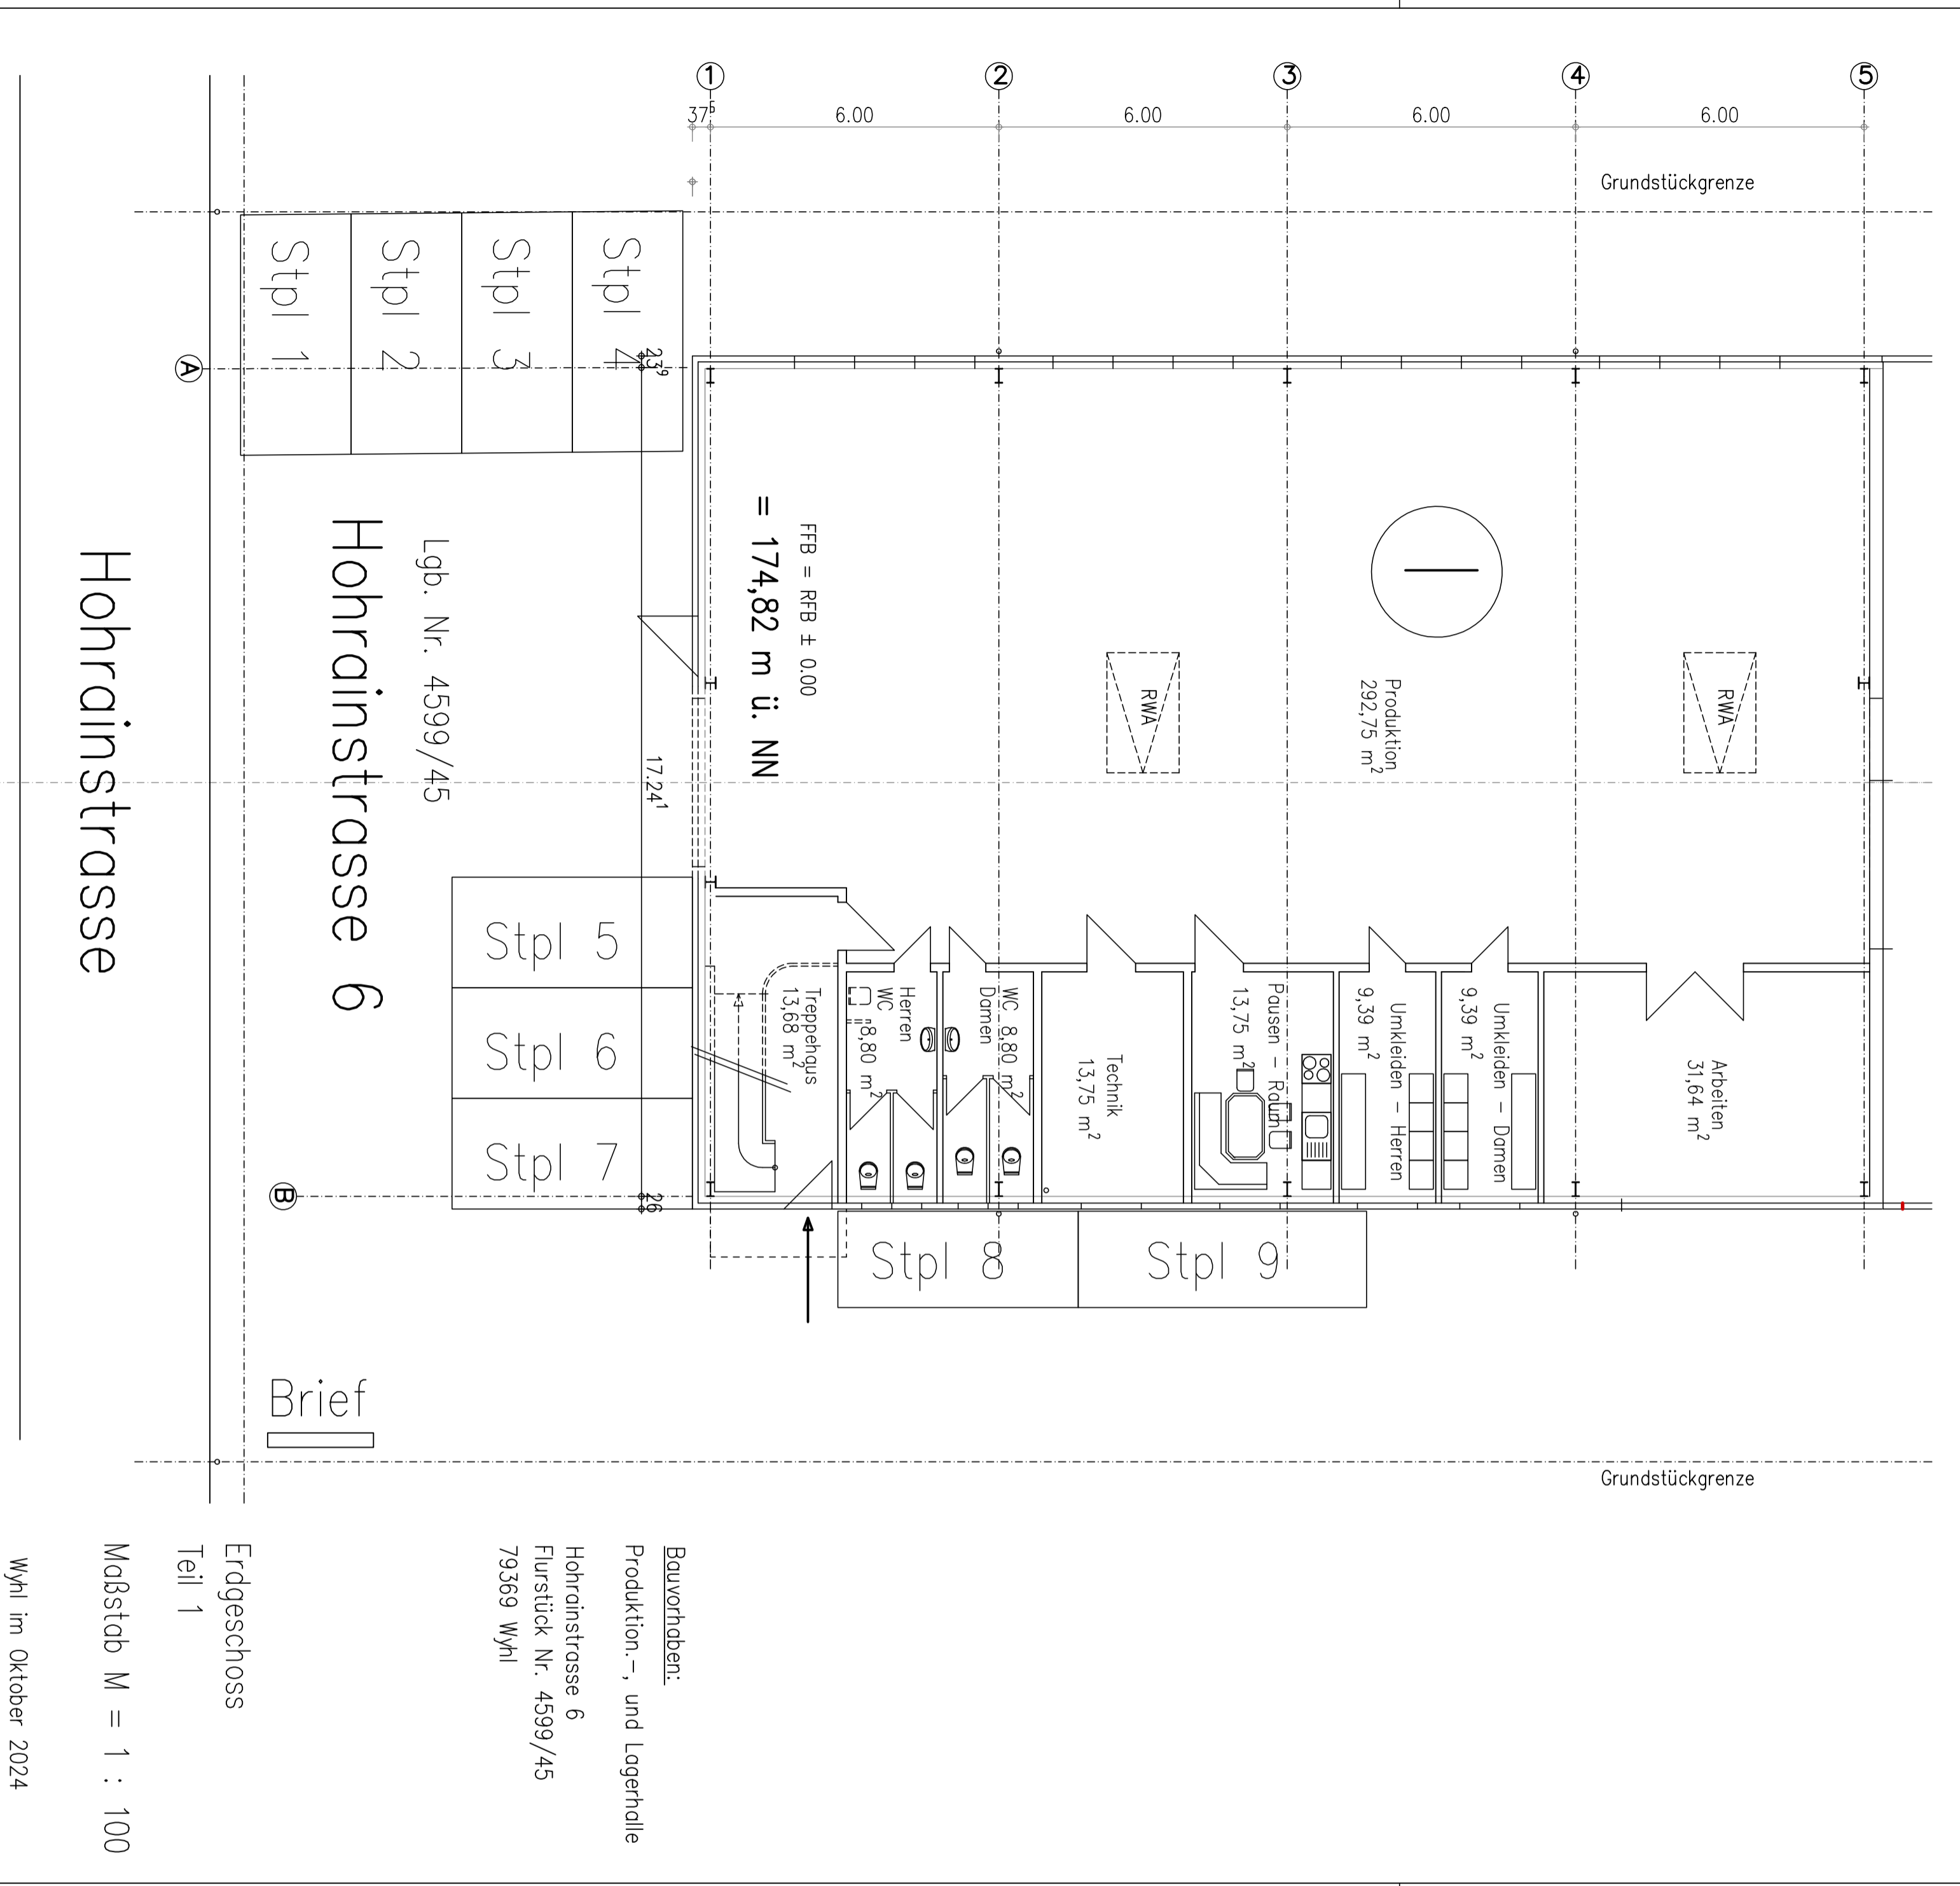 1
2
3
4
5
37⁵
6.00
6.00
6.00
6.00
Grundstückgrenze
Stpl 1
Stpl 2
Stpl 3
Stpl 4
A
23⁹
17.24¹
26
B
FFB = RFB ± 0.00
= 174,82 m ü. NN
Lgb. Nr. 4599/45
Hohrainstrasse 6
Hohrainstrasse
I
RWA
RWA
Produktion
292,75 m²
Stpl 5
Stpl 6
Stpl 7
Treppehaus
13,68 m²
Herren
WC
8,80 m²
WC 8,80 m²
Damen
Technik
13,75 m²
Pausen - Raum
13,75 m²
Umkleiden - Herren
9,39 m²
Umkleiden - Damen
9,39 m²
Arbeiten
31,64 m²
Stpl 8
Stpl 9
Brief
Grundstückgrenze
Bauvorhaben:
Produktion.-, und Lagerhalle
Hohrainstrasse 6
Flurstück Nr. 4599/45
79369 Wyhl
Erdgeschoss
Teil 1
Maßstab M = 1 : 100
Wyhl im Oktober 2024